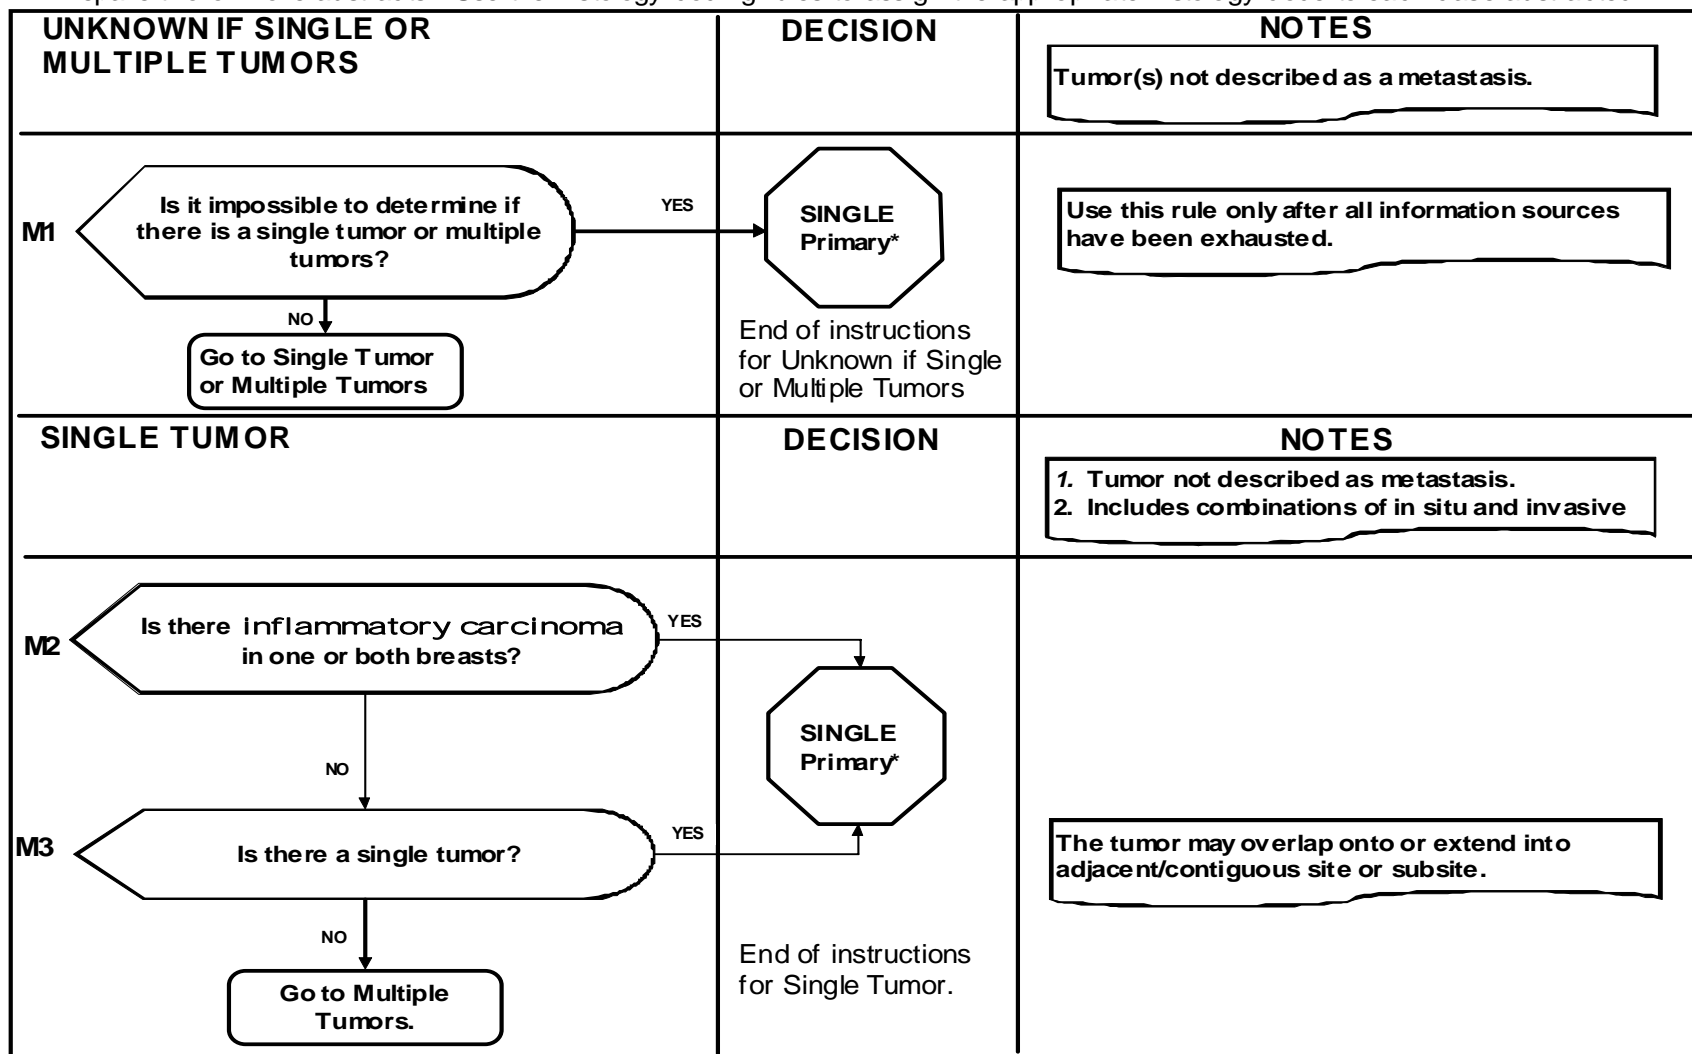 UNKNOWN IF SINGLE OR
MULTIPLE TUMORS
DECISION
NOTES
Tumor(s) not described as a metastasis.
M1
Is it impossible to determine if
there is a single tumor or multiple
tumors?
YES
SINGLE
Primary*
Use this rule only after all information sources
have been exhausted.
NO
Go to Single Tumor
or Multiple Tumors
End of instructions
for Unknown if Single
or Multiple Tumors
SINGLE TUMOR
DECISION
NOTES
1. Tumor not described as metastasis.
2. Includes combinations of in situ and invasive
M2
Is there inflammatory carcinoma
in one or both breasts?
YES
SINGLE
Primary*
NO
M3
Is there a single tumor?
YES
The tumor may overlap onto or extend into
adjacent/contiguous site or subsite.
NO
Go to Multiple
Tumors.
End of instructions
for Single Tumor.